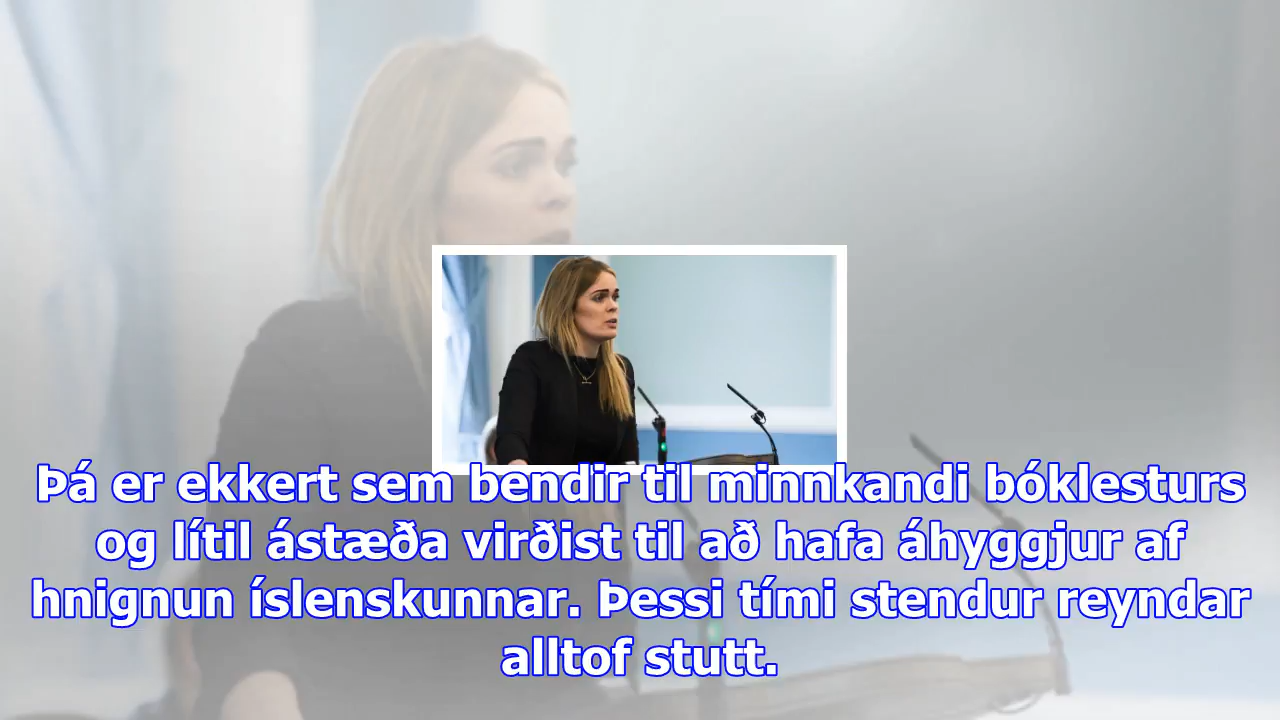 Þá er ekkert sem bendir til minnkandi bóklesturs
og lítil ástæða virðist til að hafa áhyggjur af
hnignun íslenskunnar. Þessi tími stendur reyndar
alltof stutt.